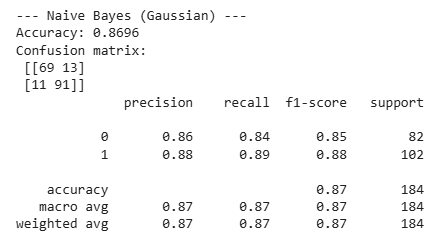 --- Naive Bayes (Gaussian) ---
Accuracy: 0.8696
Confusion matrix:
[[69 13]
[11 91]]
precision recall f1-score support
0 0.86 0.84 0.85 82
1 0.88 0.89 0.88 102
accuracy 0.87 184
macro avg 0.87 0.87 0.87 184
weighted avg 0.87 0.87 0.87 184